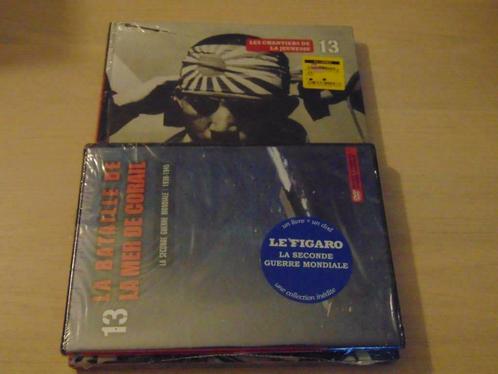 LES CHANTIERS DE
LA JEUNESSE
13
13
LA BATAILLE DE
LA MER DE CORAIL
LA SECONDE GUERRE MONDIALE : 1939-1945
un livre + un dvd
LE FIGARO
LA SECONDE
GUERRE MONDIALE
une collection inédite